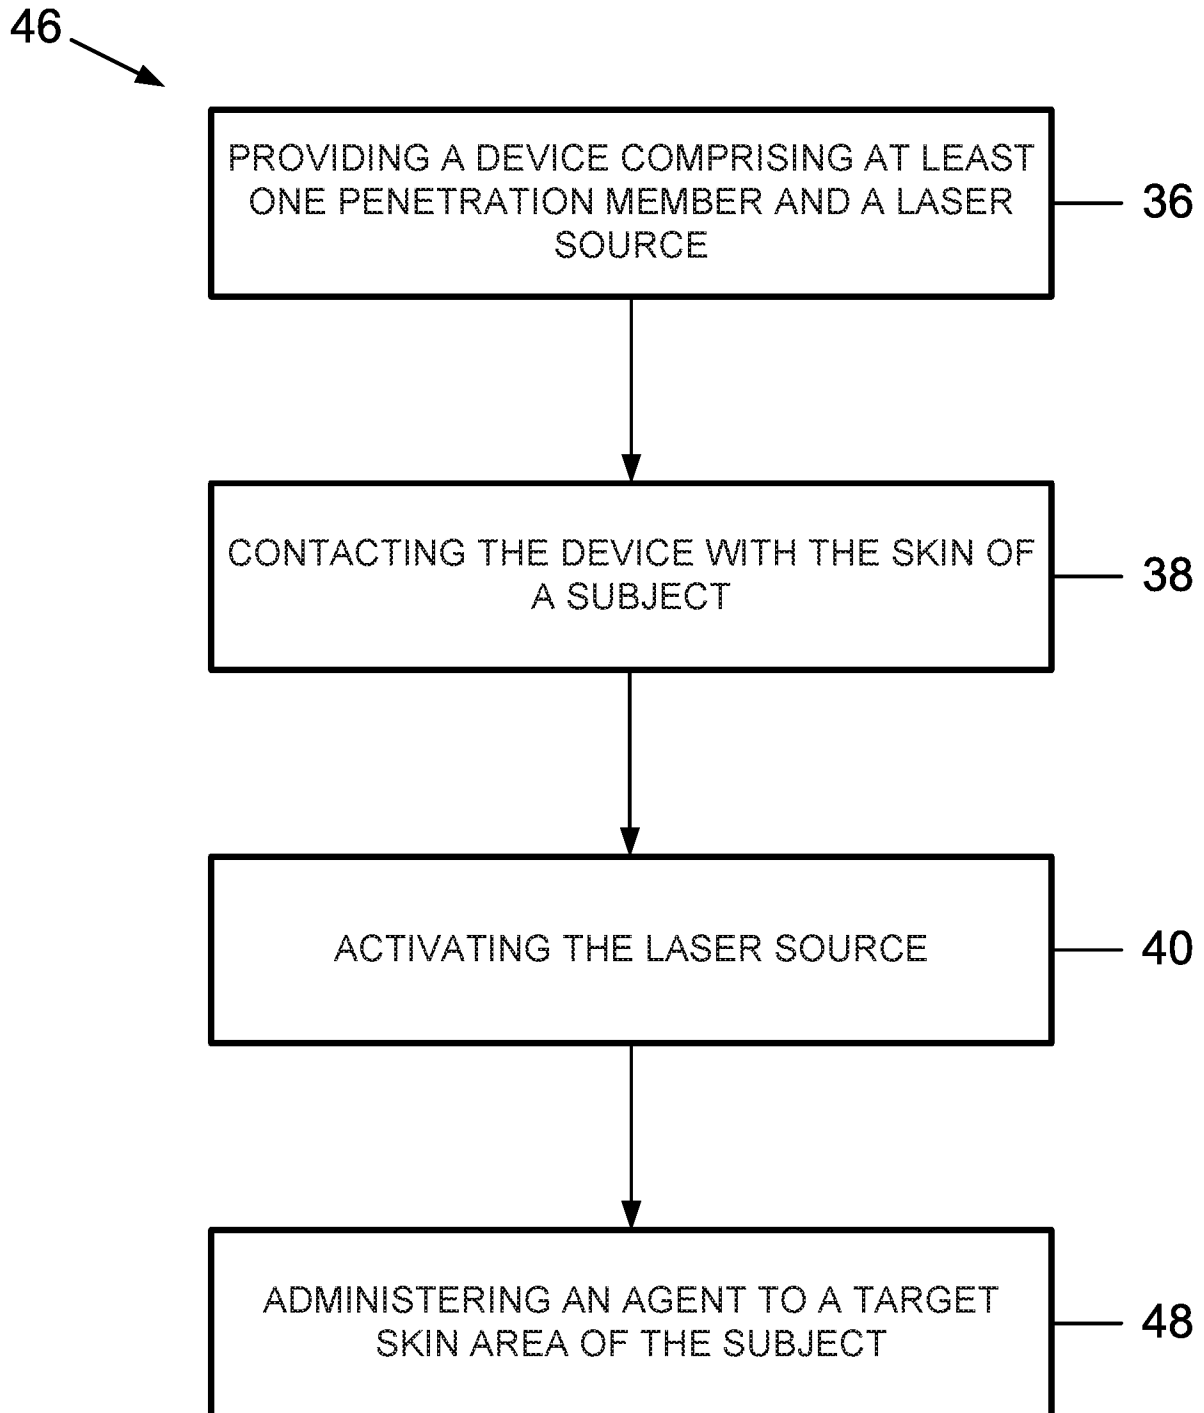 46
PROVIDING A DEVICE COMPRISING AT LEAST
ONE PENETRATION MEMBER AND A LASER
SOURCE
36
CONTACTING THE DEVICE WITH THE SKIN OF
A SUBJECT
38
ACTIVATING THE LASER SOURCE
40
ADMINISTERING AN AGENT TO A TARGET
SKIN AREA OF THE SUBJECT
48